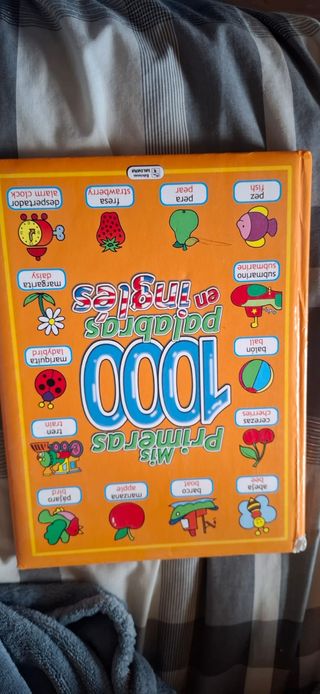 abeja
bee
barco
boat
manzana
apple
pájaro
bird
Mis
Primeras
1000
palabras
en inglés
cerezas
cherries
tren
train
balón
ball
mariquita
ladybird
submarino
submarine
margarita
daisy
pez
fish
pera
pear
fresa
strawberry
despertador
alarm clock